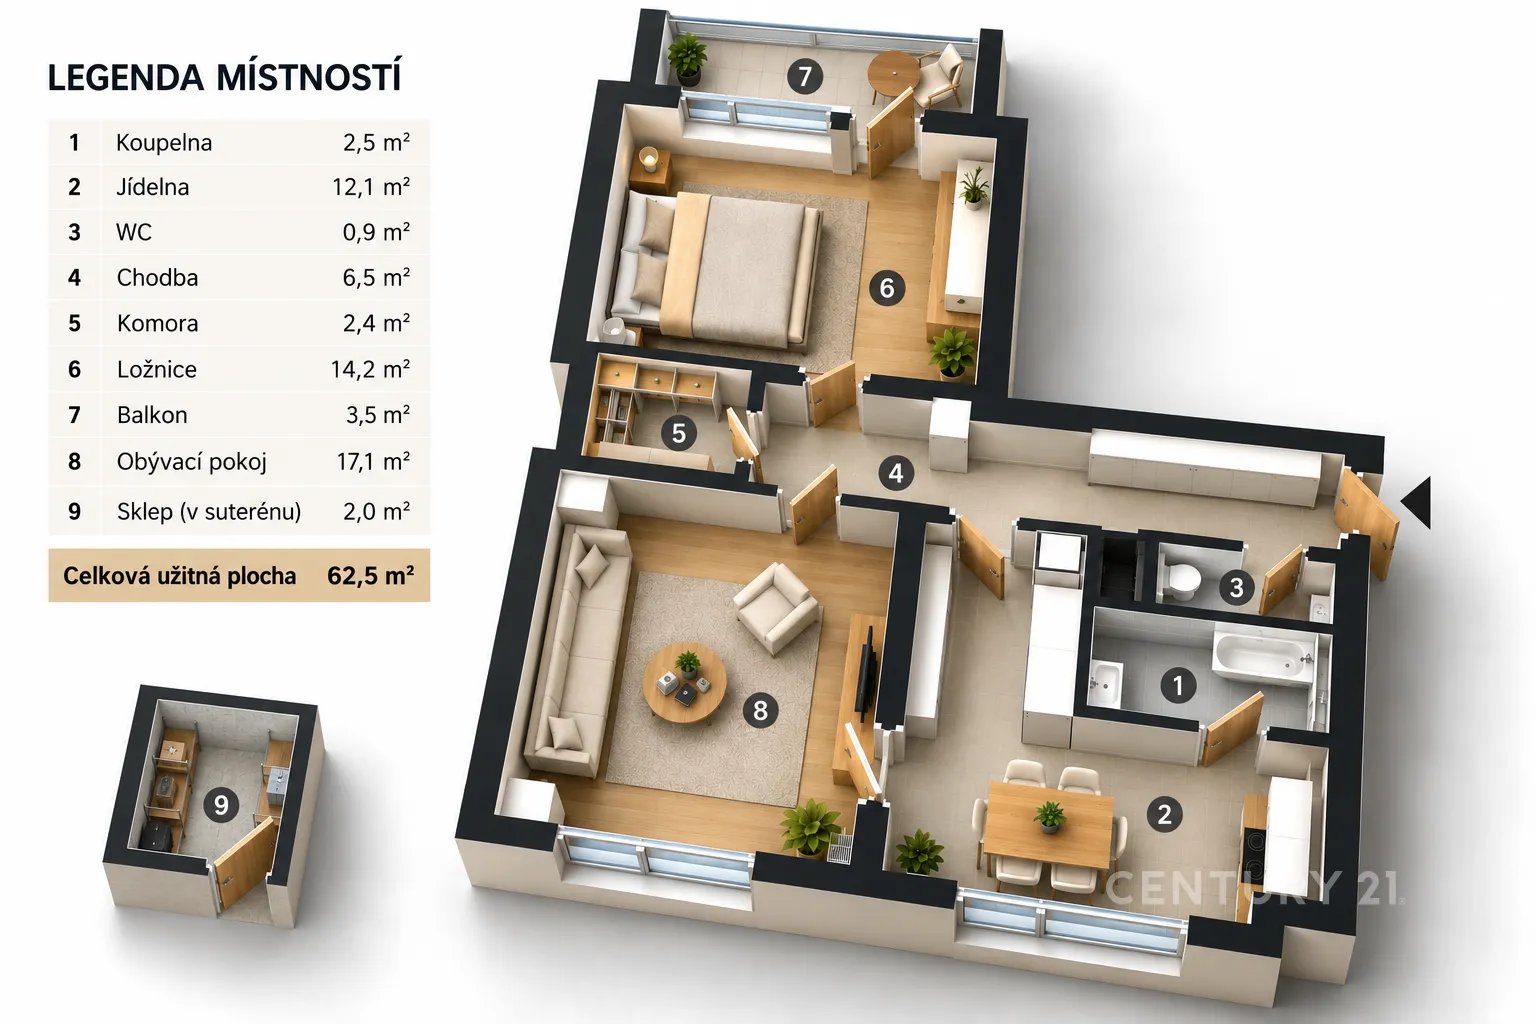 LEGENDA MÍSTNOSTÍ
1 Koupelna 2,5 m²
2 Jídelna 12,1 m²
3 WC 0,9 m²
4 Chodba 6,5 m²
5 Komora 2,4 m²
6 Ložnice 14,2 m²
7 Balkon 3,5 m²
8 Obývací pokoj 17,1 m²
9 Sklep (v suterénu) 2,0 m²
Celková užitná plocha 62,5 m²
7
6
5
4
3
8
1
9
2
CENTURY 21